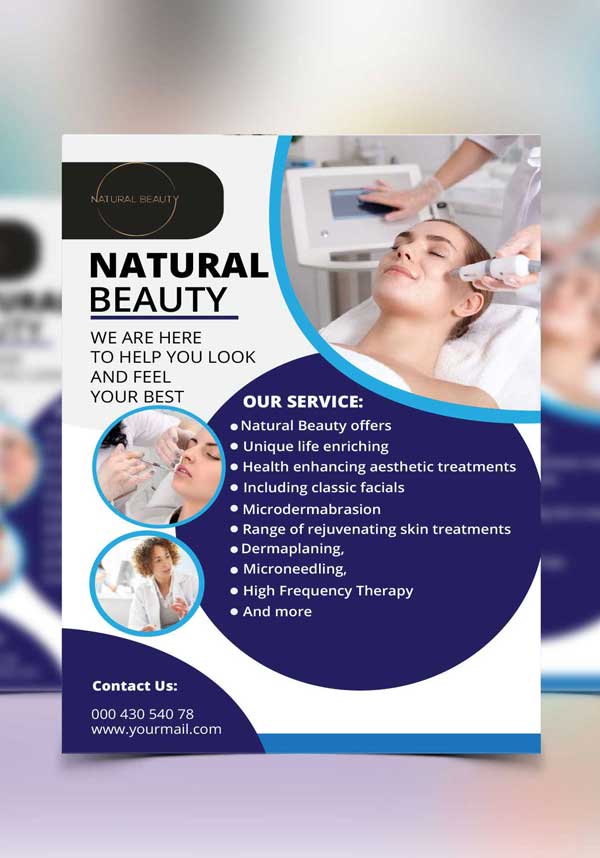 NATURAL BEAUTY
NATURAL
BEAUTY
WE ARE HERE
TO HELP YOU LOOK
AND FEEL
YOUR BEST
OUR SERVICE:
Natural Beauty offers
Unique life enriching
Health enhancing aesthetic treatments
Including classic facials
Microdermabrasion
Range of rejuvenating skin treatments
Dermaplaning,
Microneedling,
High Frequency Therapy
And more
Contact Us:
000 430 540 78
www.yourmail.com